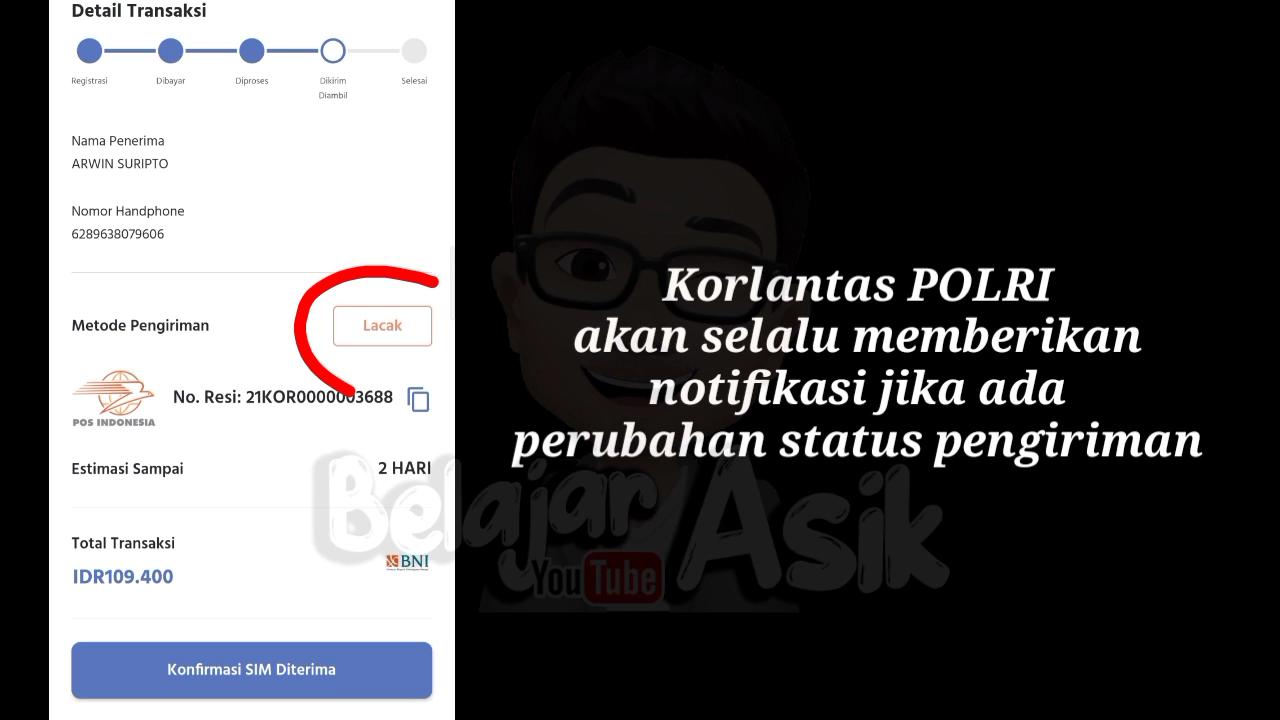 Detail Transaksi
Registrasi
Dibayar
Diproses
Dikirim
Diambil
Selesai
Nama Penerima
ARWIN SURIPTO
Nomor Handphone
6289638079606
Metode Pengiriman
Lacak
POS INDONESIA
No. Resi: 21KOR0000003688
Estimasi Sampai
2 HARI
Total Transaksi
IDR109.400
BNI
Konfirmasi SIM Diterima
Korlantas POLRI
akan selalu memberikan
notifikasi jika ada
perubahan status pengiriman
Belajar Asik
YouTube